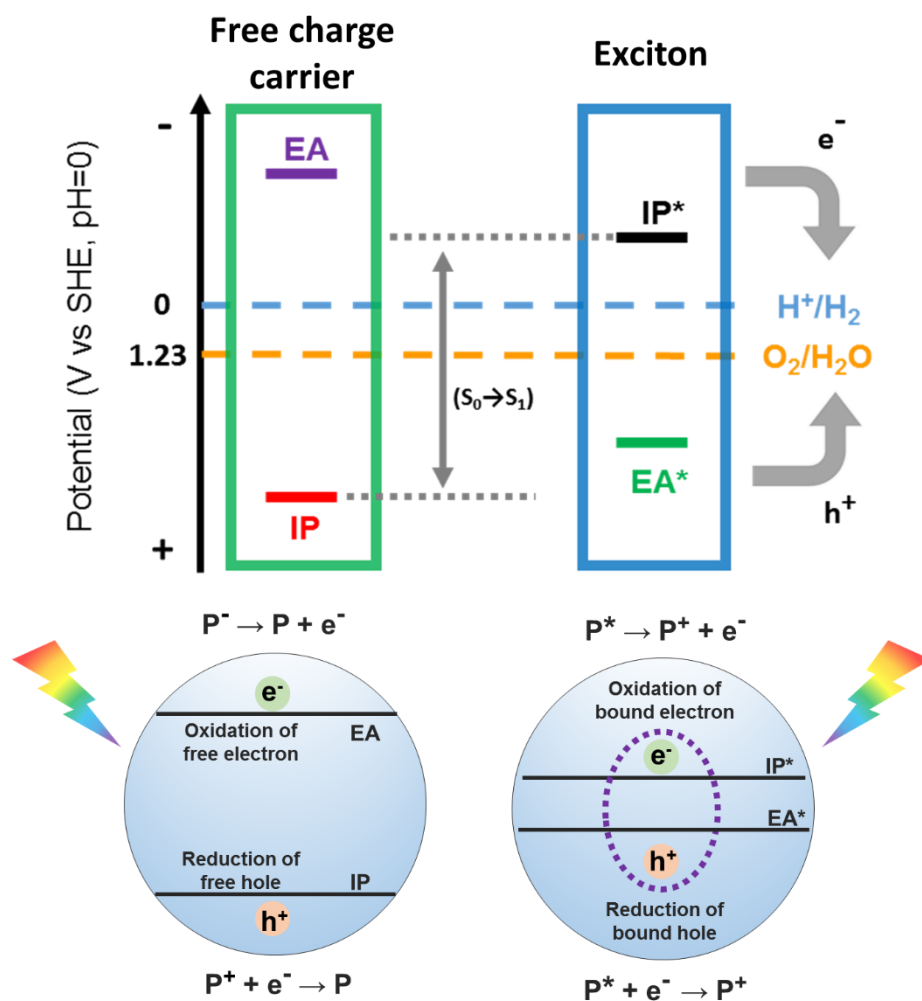 Free charge
carrier
Exciton
Potential (V vs SHE, pH=0)
-
0
1.23
+
EA
IP
(S₀→S₁)
IP*
EA*
e⁻
H⁺/H₂
O₂/H₂O
h⁺
P⁻ → P + e⁻
e⁻
Oxidation of
free electron
EA
Reduction of
free hole
IP
h⁺
P⁺ + e⁻ → P
P* → P⁺ + e⁻
Oxidation of
bound electron
e⁻
IP*
EA*
h⁺
Reduction of
bound hole
P* + e⁻ → P⁺